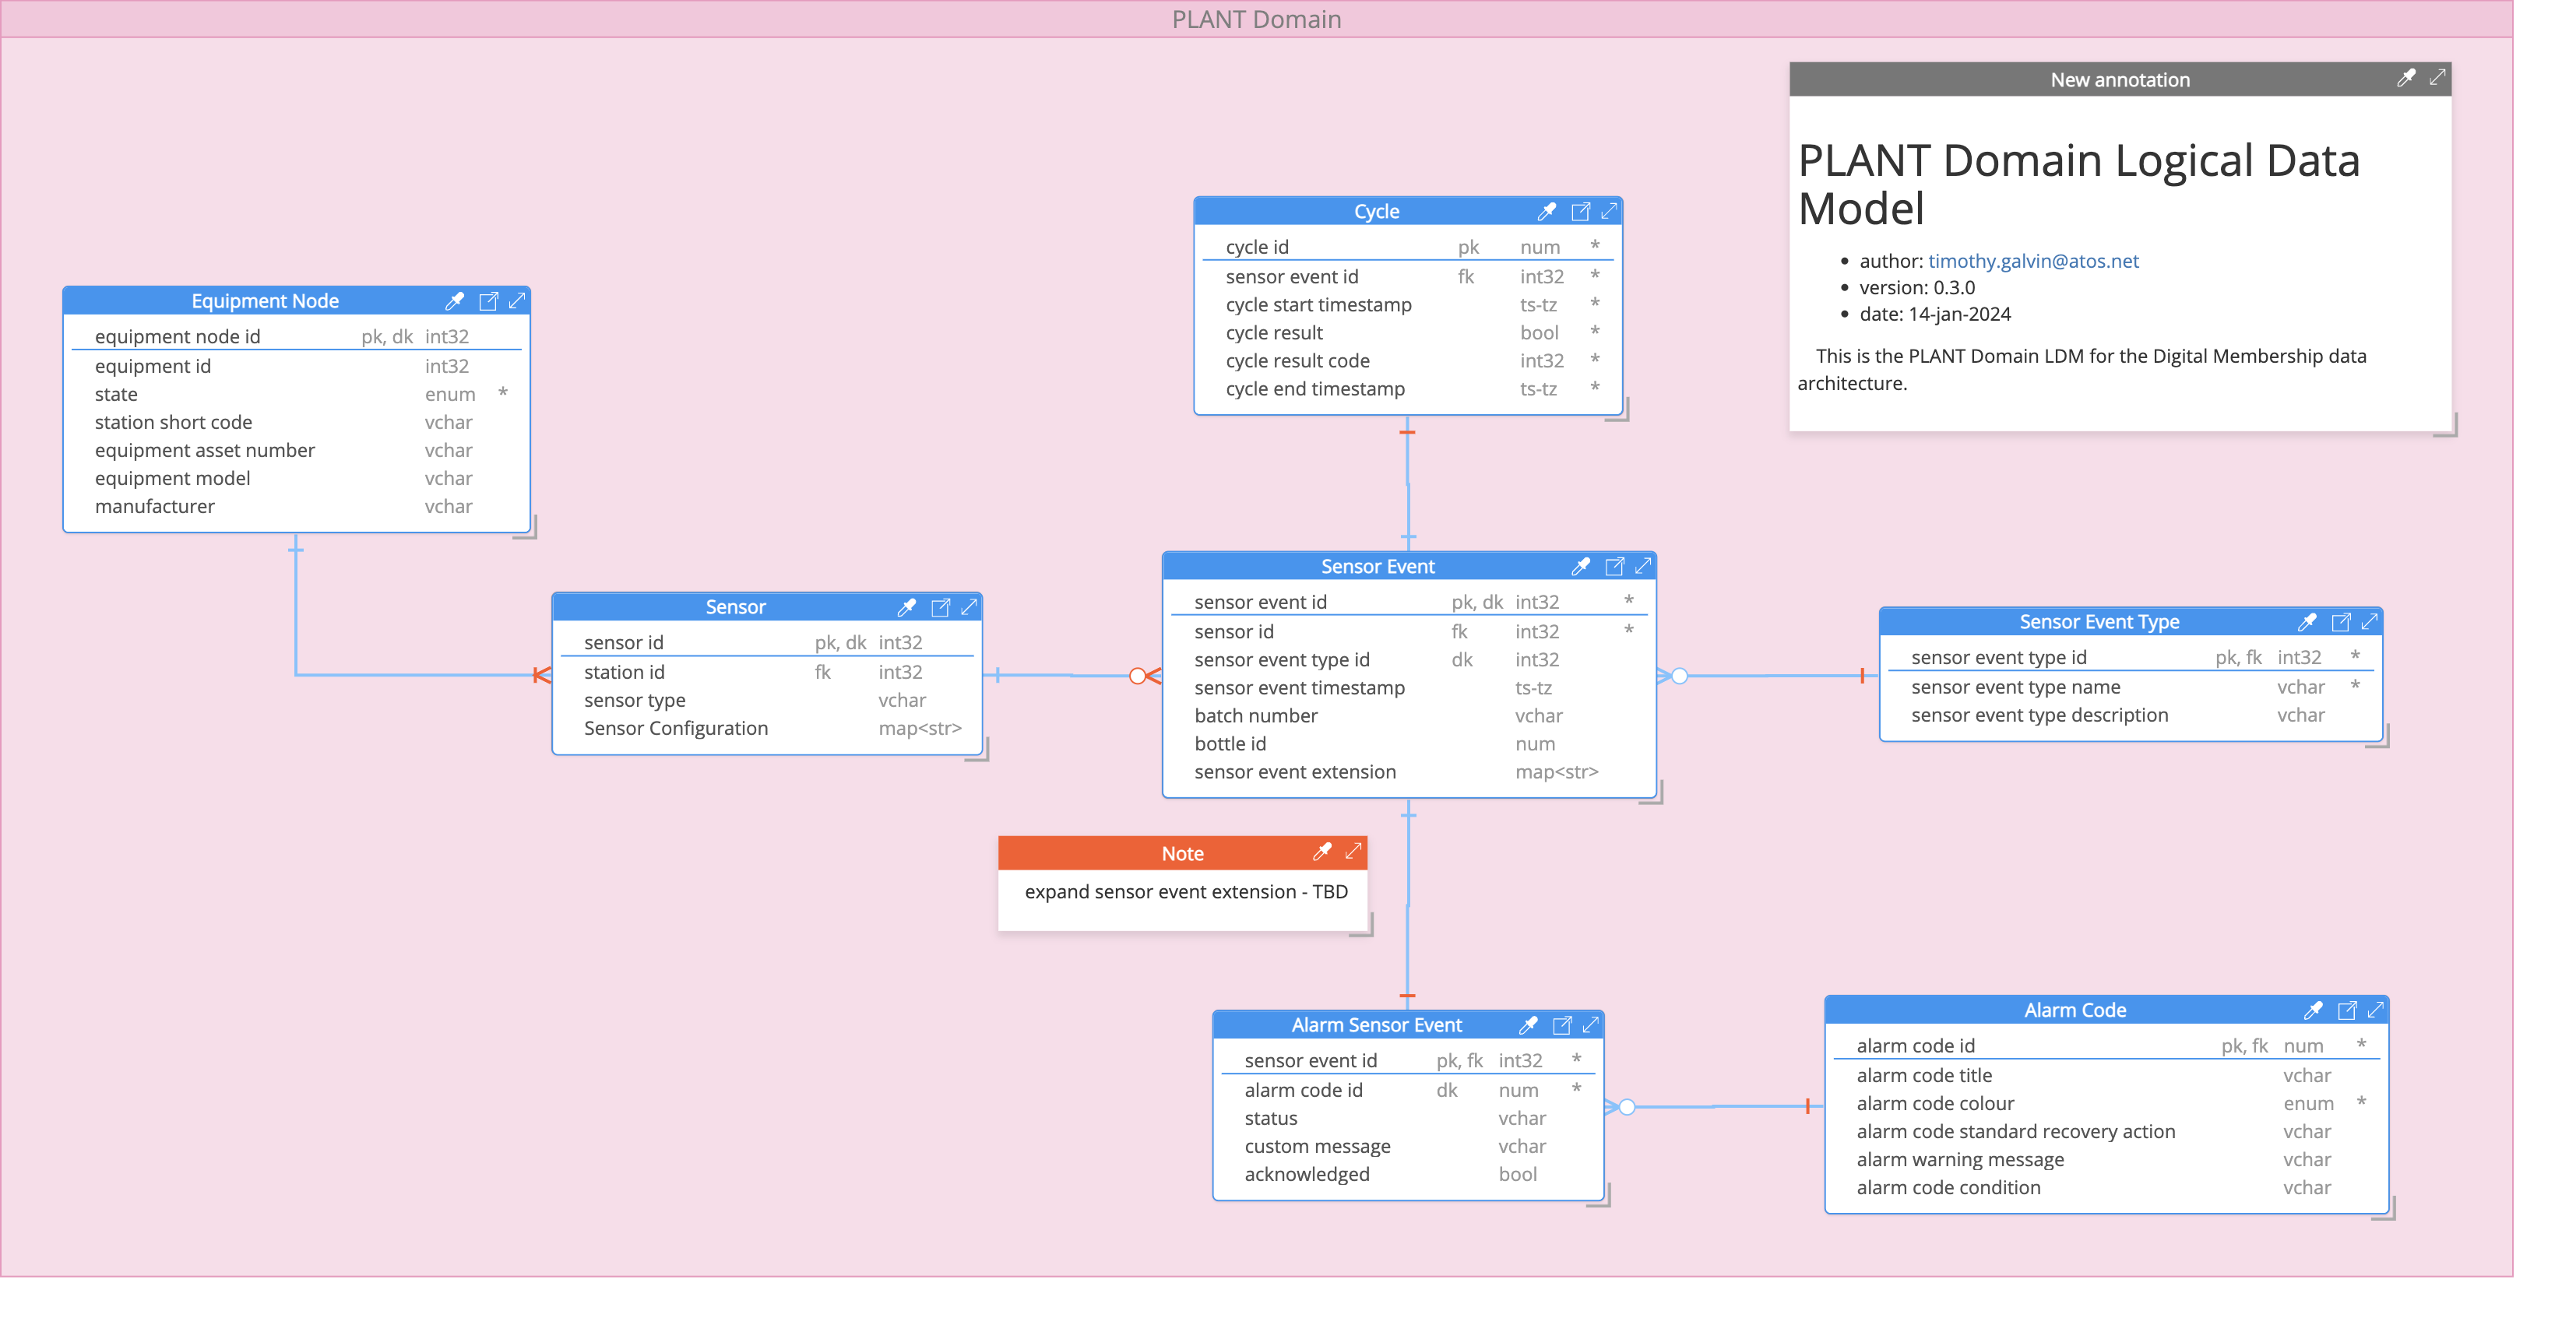 PLANT Domain
New annotation
PLANT Domain Logical Data
Model
• author: timothy.galvin@atos.net
• version: 0.3.0
• date: 14-jan-2024
This is the PLANT Domain LDM for the Digital Membership data
architecture.
Cycle
cycle id pk num *
sensor event id fk int32 *
cycle start timestamp ts-tz *
cycle result bool *
cycle result code int32 *
cycle end timestamp ts-tz *
Equipment Node
equipment node id pk, dk int32
equipment id int32
state enum *
station short code vchar
equipment asset number vchar
equipment model vchar
manufacturer vchar
Sensor
sensor id pk, dk int32
station id fk int32
sensor type vchar
Sensor Configuration map<str>
Sensor Event
sensor event id pk, dk int32 *
sensor id fk int32 *
sensor event type id dk int32
sensor event timestamp ts-tz
batch number vchar
bottle id num
sensor event extension map<str>
Sensor Event Type
sensor event type id pk, fk int32 *
sensor event type name vchar *
sensor event type description vchar
Note
expand sensor event extension - TBD
Alarm Sensor Event
sensor event id pk, fk int32 *
alarm code id dk num *
status vchar
custom message vchar
acknowledged bool
Alarm Code
alarm code id pk, fk num *
alarm code title vchar
alarm code colour enum *
alarm code standard recovery action vchar
alarm warning message vchar
alarm code condition vchar